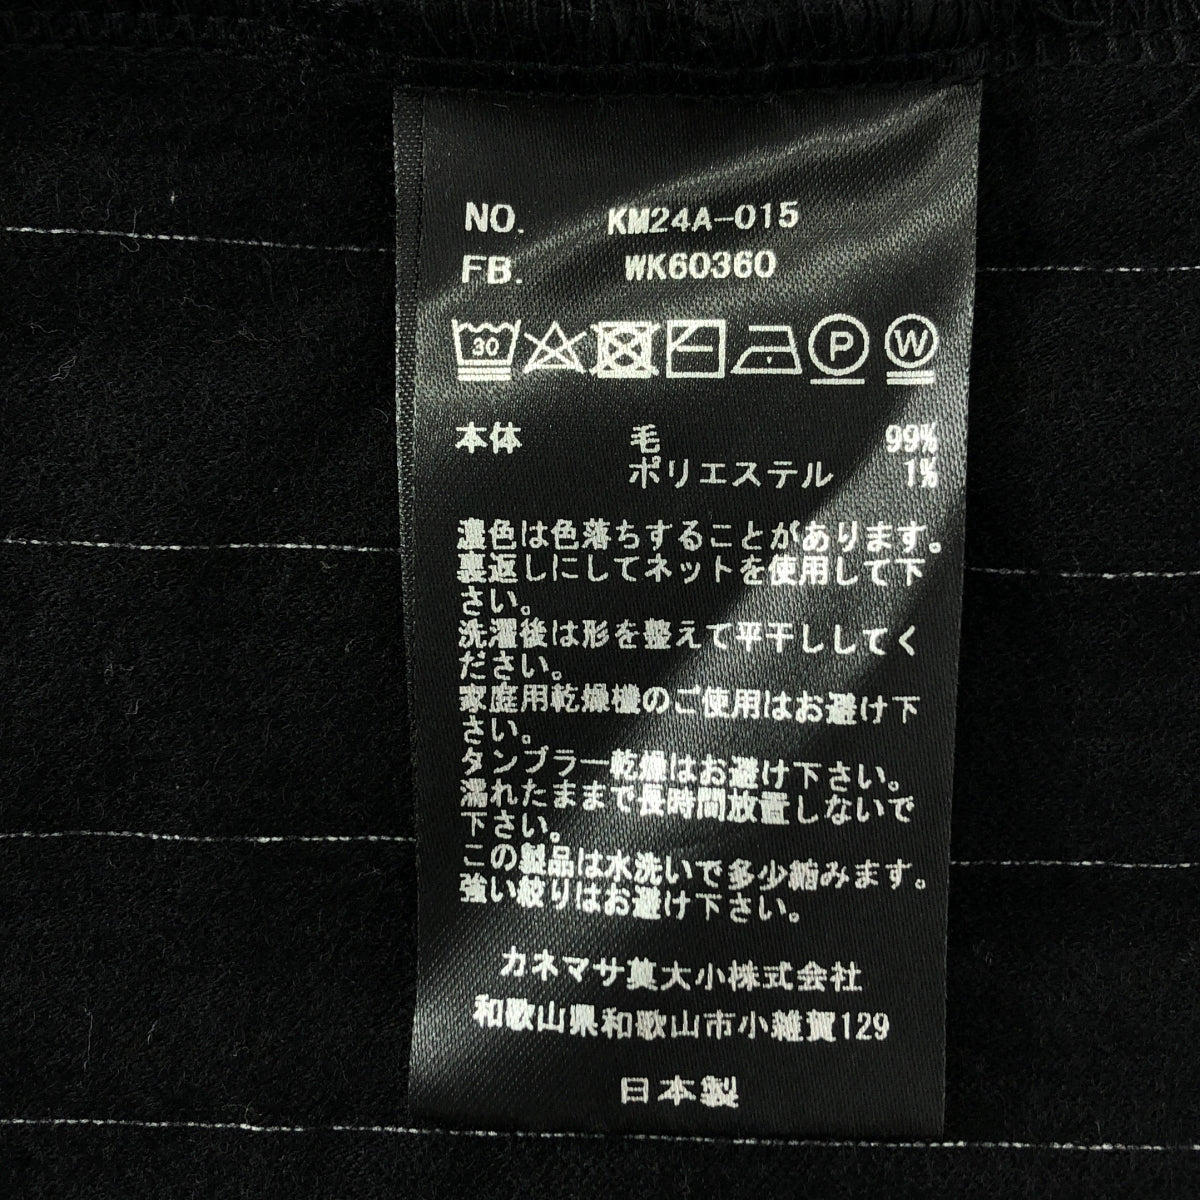 NO. KM24A-015
FB. WK60360
30 P W
本体 毛 99%
ポリエステル 1%
濃色は色落ちすることがあります。
裏返しにしてネットを使用して下
さい。
洗濯後は形を整えて平干ししてく
ださい。
家庭用乾燥機のご使用はお避け下
さい。
タンブラー乾燥はお避け下さい。
濡れたままで長時間放置しないで
下さい。
この製品は水洗いで多少縮みます。
強い絞りはお避け下さい。
カネマサ莫大小株式会社
和歌山県和歌山市小雑賀129
日本製